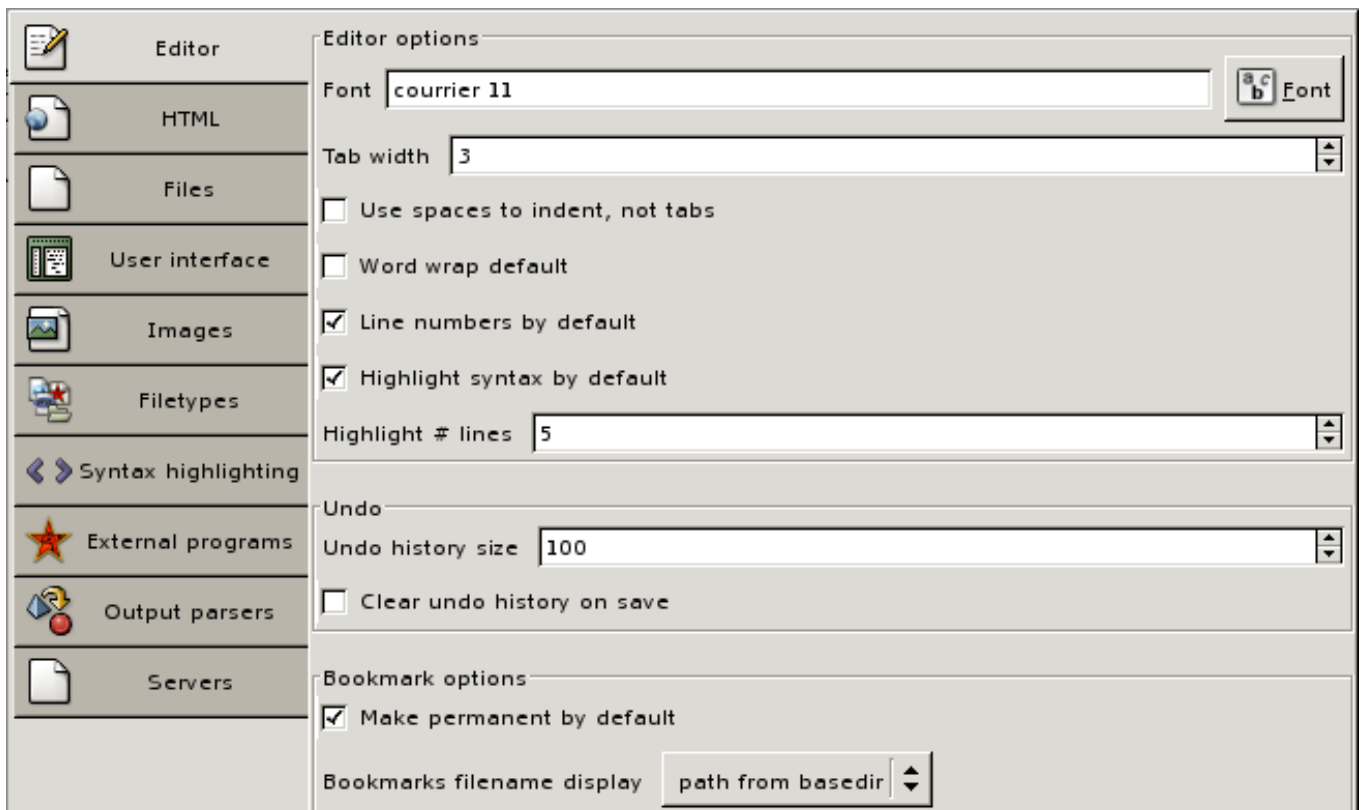 Editor
HTML
Files
User interface
Images
Filetypes
Syntax highlighting
External programs
Output parsers
Servers
Editor options
Font courrier 11 Font
Tab width 3
Use spaces to indent, not tabs
Word wrap default
Line numbers by default
Highlight syntax by default
Highlight # lines 5
Undo
Undo history size 100
Clear undo history on save
Bookmark options
Make permanent by default
Bookmarks filename display path from basedir